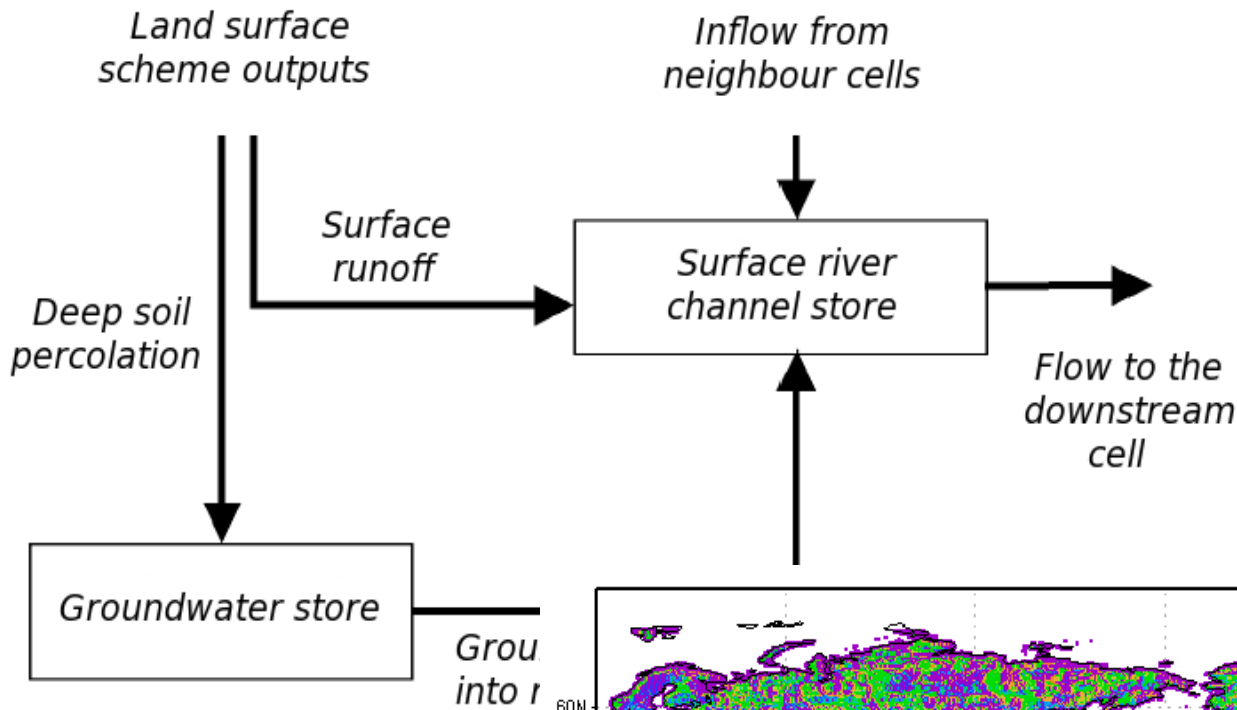 Land surface
scheme outputs
Inflow from
neighbour cells
Surface
runoff
Surface river
channel store
Deep soil
percolation
Flow to the
downstream
cell
Groundwater store
into
60N